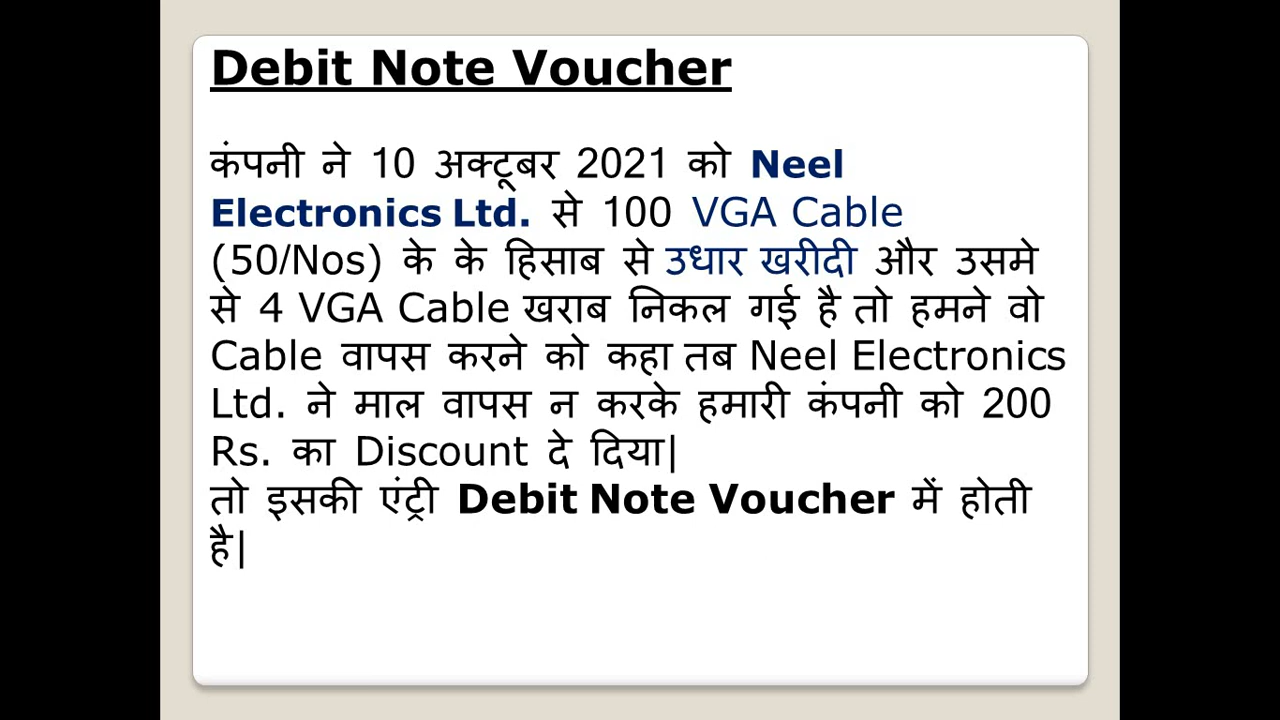 Debit Note Voucher
कंपनी ने 10 अक्टूबर 2021 को Neel
Electronics Ltd. से 100 VGA Cable
(50/Nos) के के हिसाब से उधार खरीदी और उसमे
से 4 VGA Cable खराब निकल गई है तो हमने वो
Cable वापस करने को कहा तब Neel Electronics
Ltd. ने माल वापस न करके हमारी कंपनी को 200
Rs. का Discount दे दिया|
तो इसकी एंट्री Debit Note Voucher में होती
है|